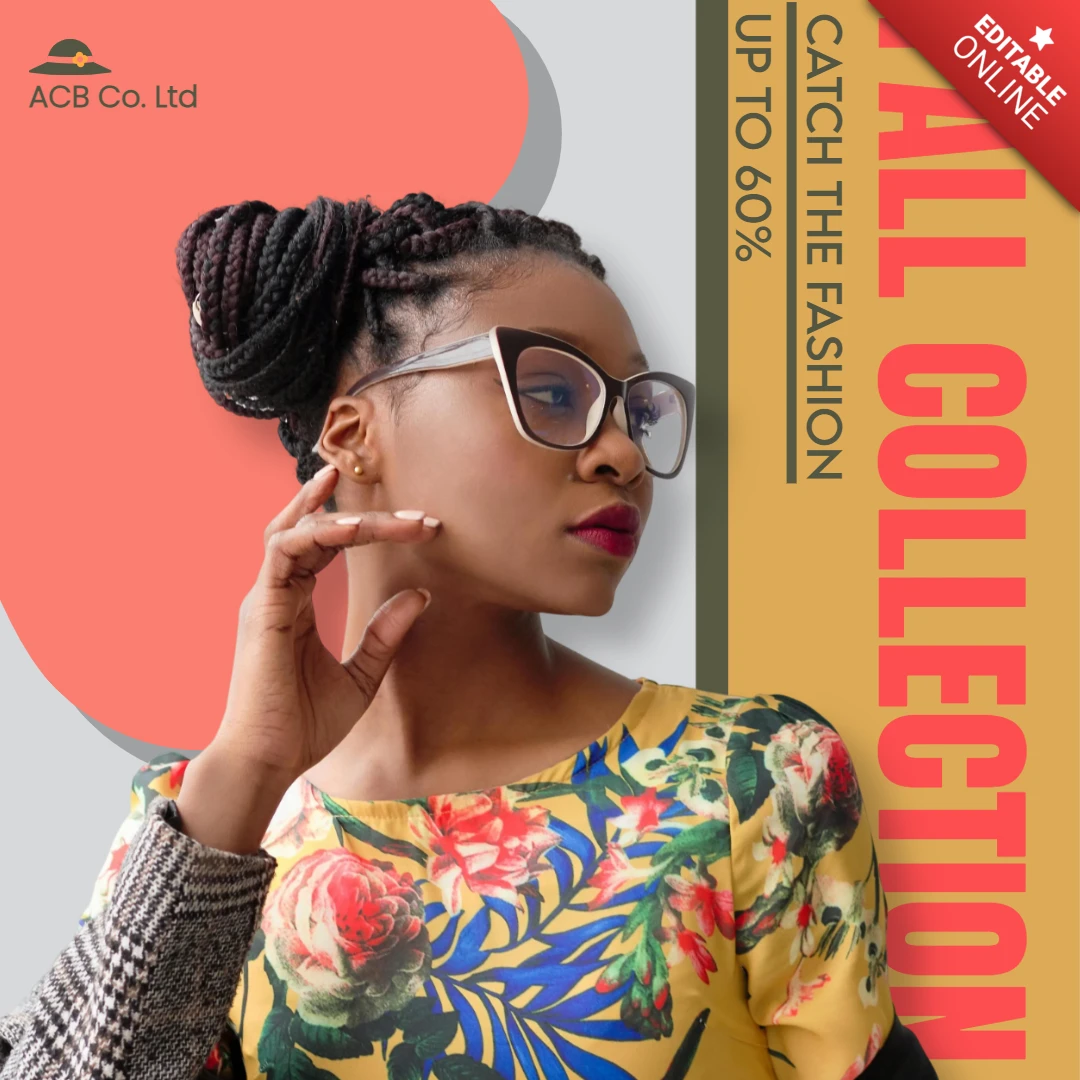 ACB Co. Ltd
EDITABLE
ONLINE
CATCH THE FASHION
UP TO 60%
FALL COLLECTION